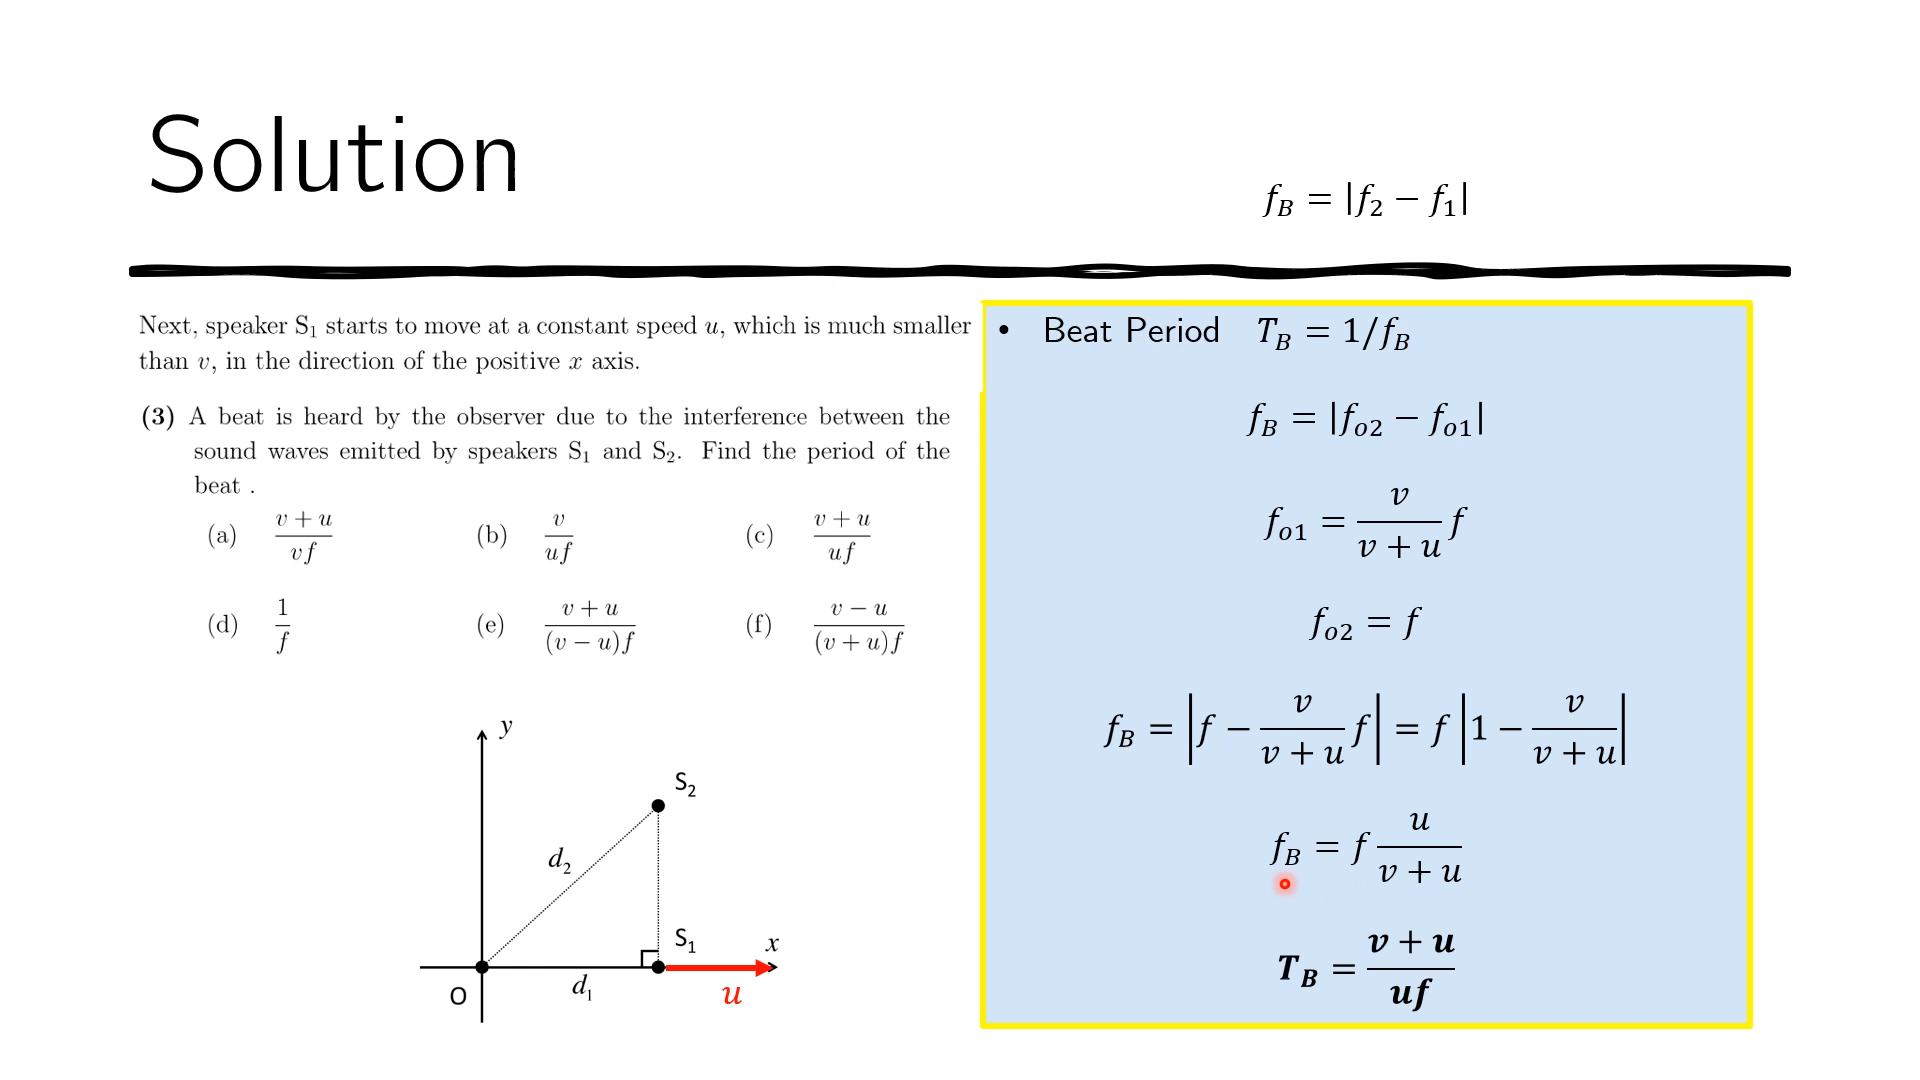 Solution
f_B = |f_2 − f_1|
Next, speaker S₁ starts to move at a constant speed u, which is much smaller
than v, in the direction of the positive x axis.
(3) A beat is heard by the observer due to the interference between the
sound waves emitted by speakers S₁ and S₂. Find the period of the
beat .
(a) (v + u)/(vf) (b) v/(uf) (c) (v + u)/(uf)
(d) 1/f (e) (v + u)/((v − u)f) (f) (v − u)/((v + u)f)
y
S₂
d₂
S₁
x
O
d₁
u
• Beat Period T_B = 1/f_B
f_B = |f_o2 − f_o1|
f_o1 = v/(v + u) f
f_o2 = f
f_B = |f − v/(v + u) f| = f |1 − v/(v + u)|
f_B = f u/(v + u)
T_B = (v + u)/(uf)